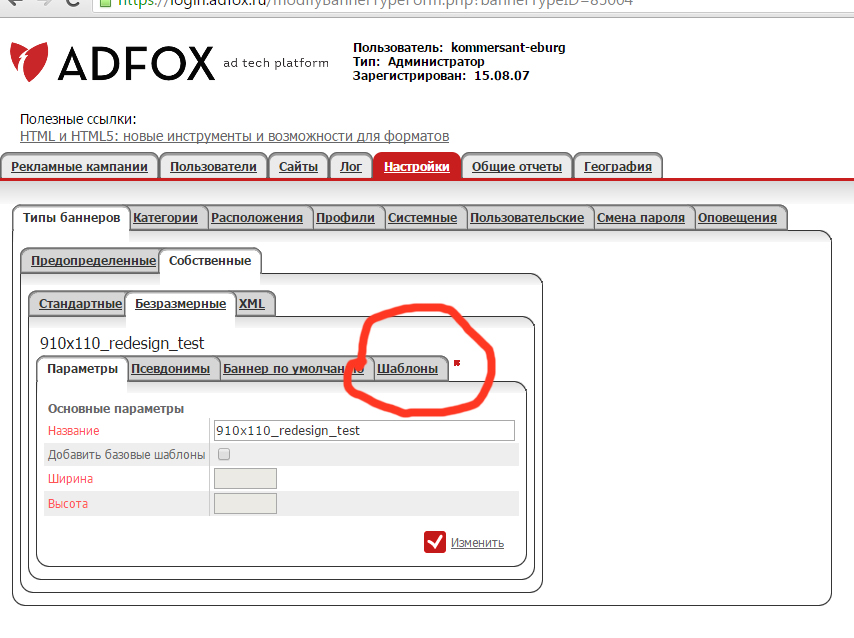 https://login.adfox.ru/modifyBannerTypeForm.php?bannerTypeID=85064
ADFOX ad tech platform
Пользователь: kommersant-eburg
Тип: Администратор
Зарегистрирован: 15.08.07
Полезные ссылки:
HTML и HTML5: новые инструменты и возможности для форматов
Рекламные кампании Пользователи Сайты Лог Настройки Общие отчеты География
Типы баннеров Категории Расположения Профили Системные Пользовательские Смена пароля Оповещения
Предопределенные Собственные
Стандартные Безразмерные XML
910x110_redesign_test
Параметры Псевдонимы Баннер по умолчанию Шаблоны
Основные параметры
Название 910x110_redesign_test
Добавить базовые шаблоны
Ширина
Высота
Изменить